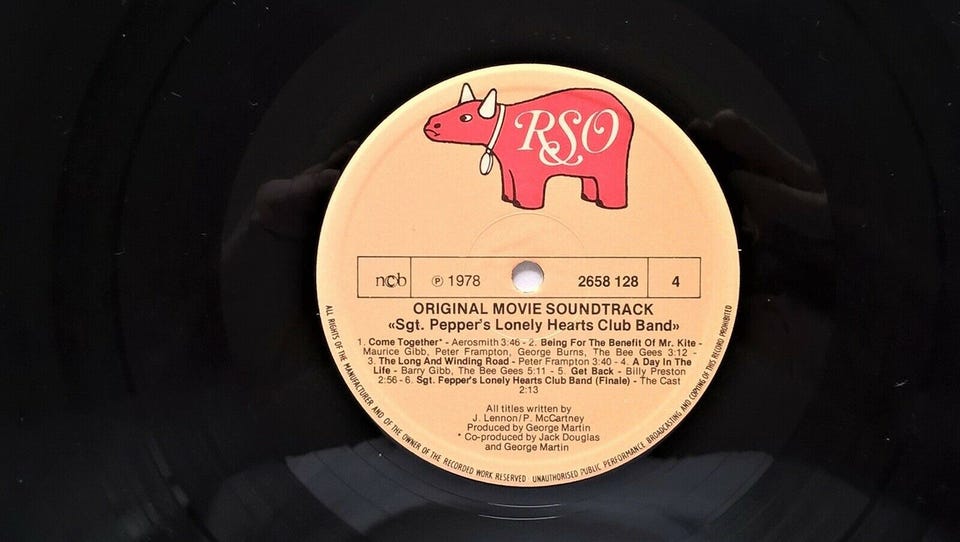 RSO
ncb ℗ 1978 2658 128 4
ORIGINAL MOVIE SOUNDTRACK
«Sgt. Pepper's Lonely Hearts Club Band»
1. Come Together* - Aerosmith 3:46 - 2. Being For The Benefit Of Mr. Kite -
Maurice Gibb, Peter Frampton, George Burns, The Bee Gees 3:12 -
3. The Long And Winding Road - Peter Frampton 3:40 - 4. A Day In The
Life - Barry Gibb, The Bee Gees 5:11 - 5. Get Back - Billy Preston
2:56 - 6. Sgt. Pepper's Lonely Hearts Club Band (Finale) - The Cast
2:13
All titles written by
J. Lennon/P. McCartney
Produced by George Martin
* Co-produced by Jack Douglas
and George Martin
ALL RIGHTS OF THE MANUFACTURER AND OF THE OWNER OF THE RECORDED WORK RESERVED UNAUTHORISED PUBLIC PERFORMANCE BROADCASTING AND COPYING OF THIS RECORD PROHIBITED